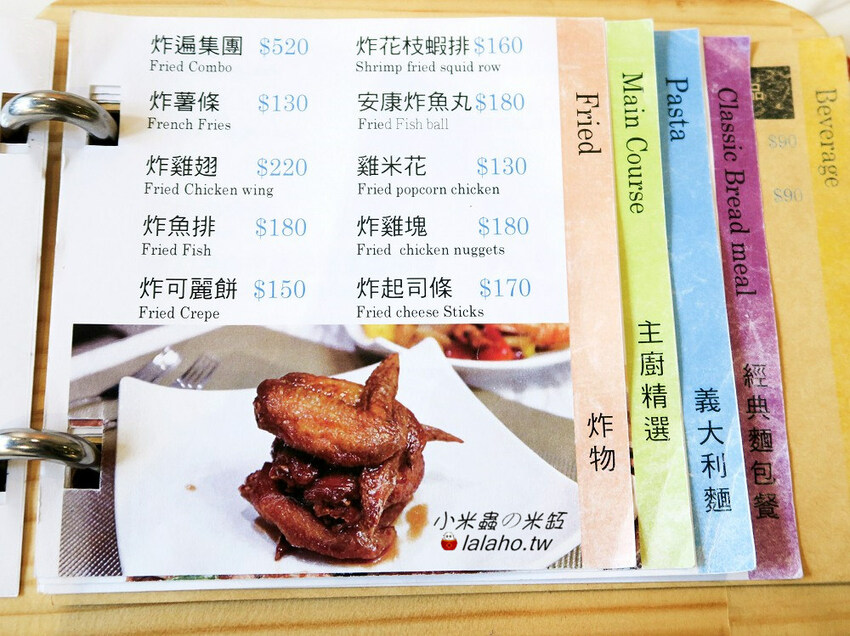 炸遍集團 $520
Fried Combo
炸薯條 $130
French Fries
炸雞翅 $220
Fried Chicken wing
炸魚排 $180
Fried Fish
炸可麗餅 $150
Fried Crepe
炸花枝蝦排 $160
Shrimp fried squid row
安康炸魚丸 $180
Fried Fish ball
雞米花 $130
Fried popcorn chicken
炸雞塊 $180
Fried chicken nuggets
炸起司條 $170
Fried cheese Sticks
小米蟲の米缸
lalaho.tw
Fried
炸物
Main Course
主廚精選
Pasta
義大利麵
Classic Bread meal
經典麵包餐
$90
$90
Beverage